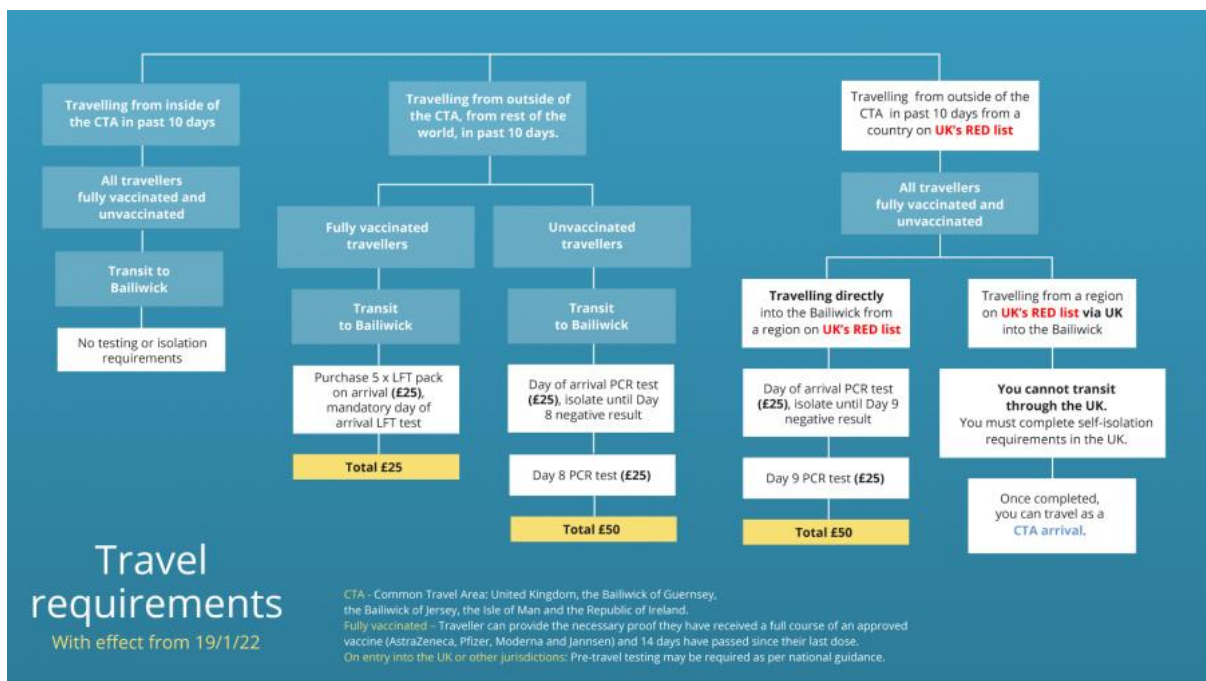 Travelling from inside of
the CTA in past 10 days
All travellers
fully vaccinated and
unvaccinated
Transit to
Bailiwick
No testing or isolation
requirements
Travelling from outside of
the CTA, from rest of the
world, in past 10 days.
Fully vaccinated
travellers
Transit
to Bailiwick
Purchase 5 x LFT pack
on arrival (£25),
mandatory day of
arrival LFT test
Total £25
Unvaccinated
travellers
Transit
to Bailiwick
Day of arrival PCR test
(£25), isolate until Day
8 negative result
Day 8 PCR test (£25)
Total £50
Travelling from outside of the
CTA in past 10 days from a
country on UK's RED list
All travellers
fully vaccinated and
unvaccinated
Travelling directly
into the Bailiwick from
a region on UK's RED list
Day of arrival PCR test
(£25), isolate until Day 9
negative result
Day 9 PCR test (£25)
Total £50
Travelling from a region
on UK's RED list via UK
into the Bailiwick
You cannot transit
through the UK.
You must complete self-isolation
requirements in the UK.
Once completed,
you can travel as a
CTA arrival.
Travel
requirements
With effect from 19/1/22
CTA - Common Travel Area: United Kingdom, the Bailiwick of Guernsey,
the Bailiwick of Jersey, the Isle of Man and the Republic of Ireland.
Fully vaccinated – Traveller can provide the necessary proof they have received a full course of an approved
vaccine (AstraZeneca, Pfizer, Moderna and Jannsen) and 14 days have passed since their last dose.
On entry into the UK or other jurisdictions: Pre-travel testing may be required as per national guidance.